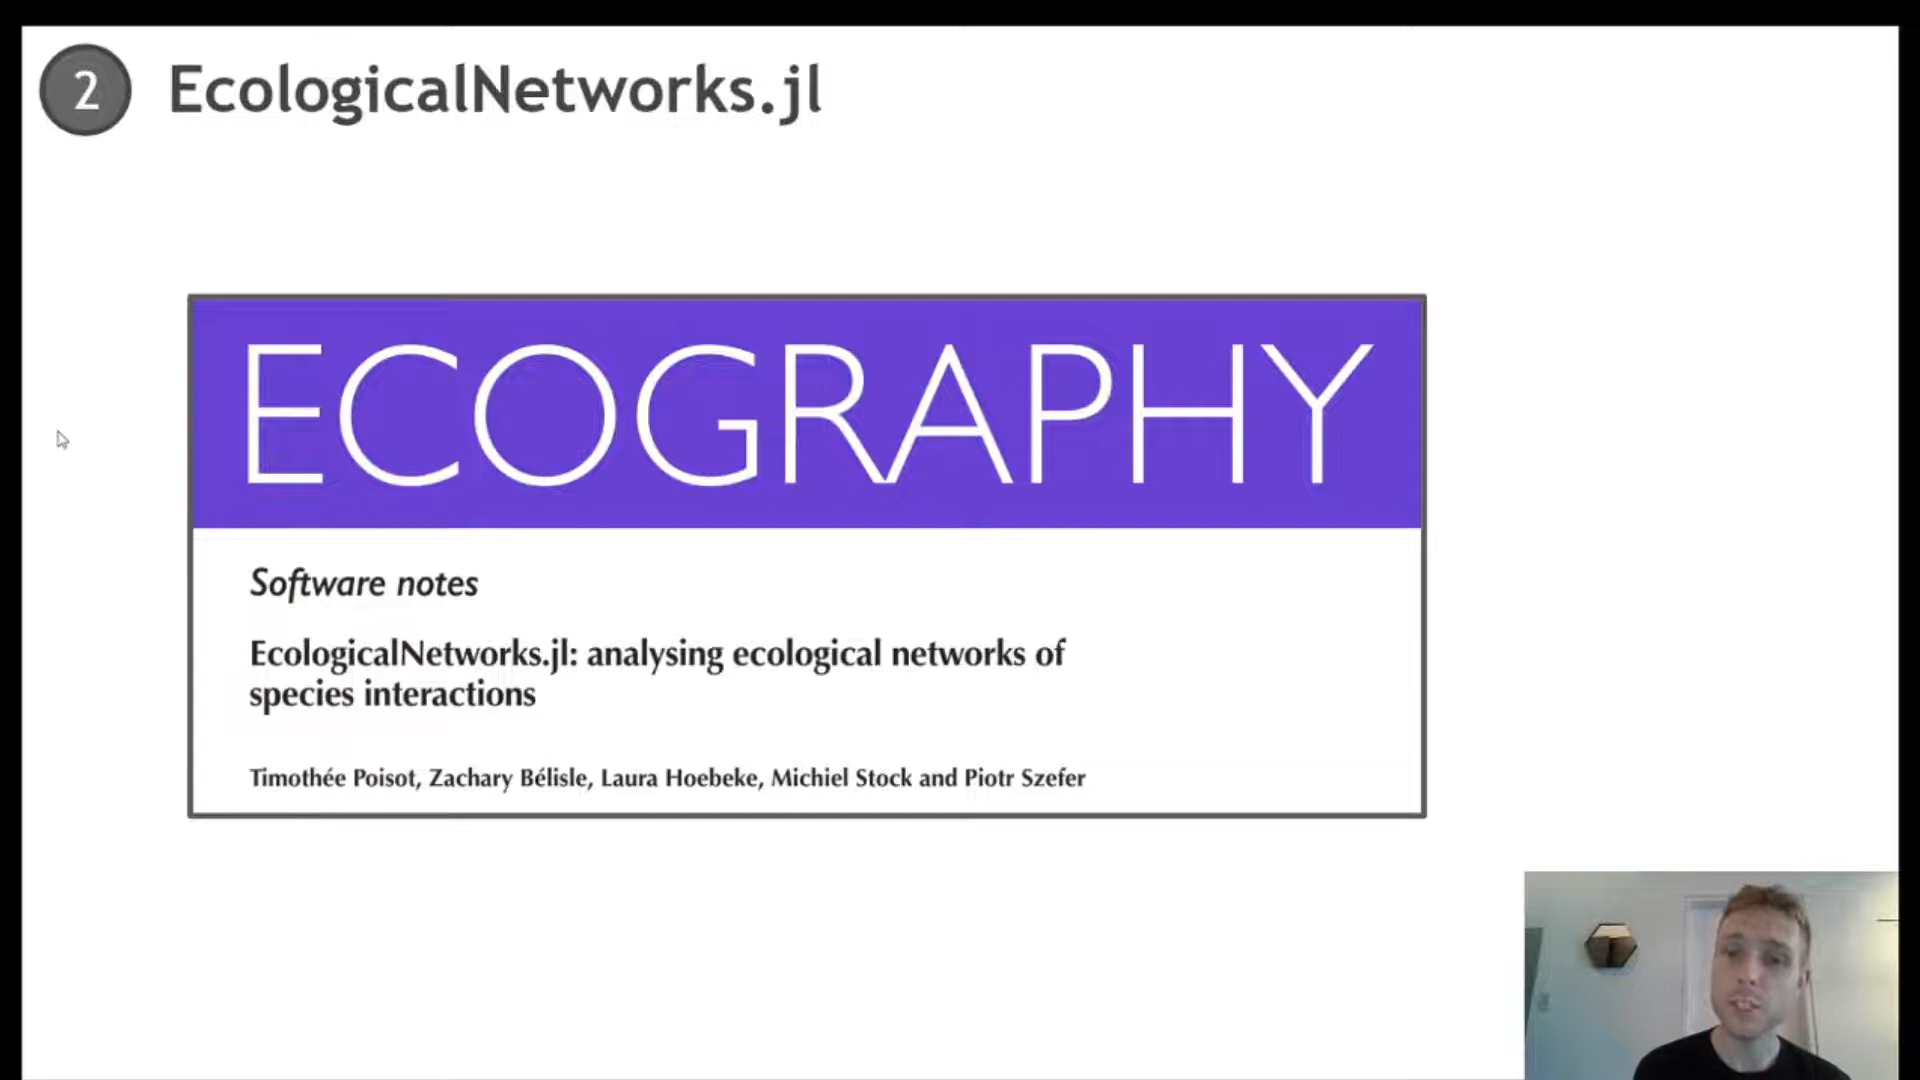 2
EcologicalNetworks.jl
ECOGRAPHY
Software notes
EcologicalNetworks.jl: analysing ecological networks of
species interactions
Timothée Poisot, Zachary Bélisle, Laura Hoebeke, Michiel Stock and Piotr Szefer